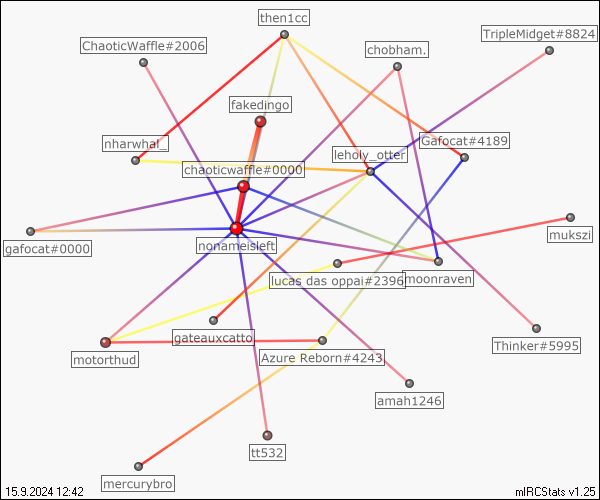 then1cc
ChaoticWaffle#2006
chobham.
TripleMidget#8824
fakedingo
nharwhal_
leholy_otter
Gafocat#4189
chaoticwaffle#0000
gafocat#0000
nonameisleft
mukszi
lucas das oppai#2396
moonraven
gateauxcatto
motorthud
Azure Reborn#4243
Thinker#5995
amah1246
tt532
mercurybro
15.9.2024 12:42
mIRCStats v1.25